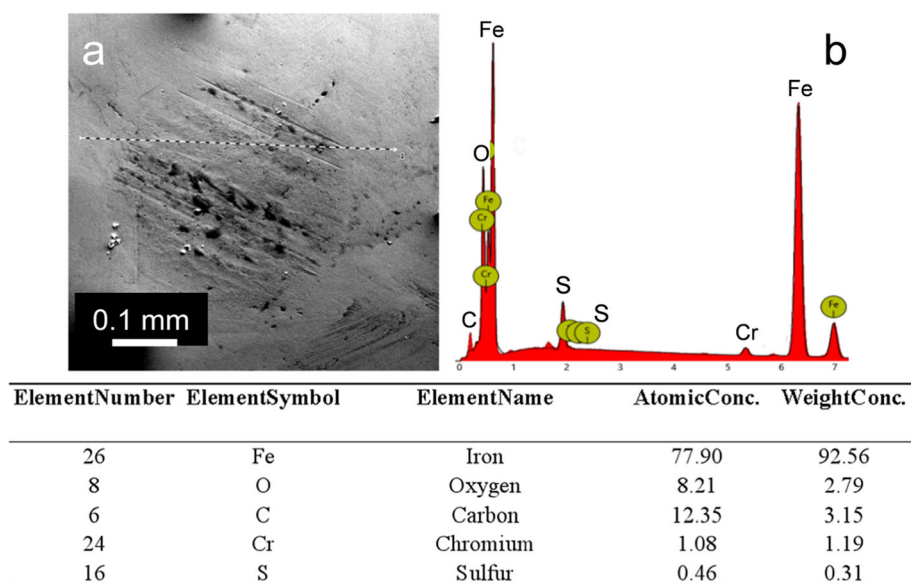 a
0.1 mm
b
Fe
Fe
O
Fe
Cr
Cr
C
S
S
S
Cr
Fe
0 1 2 3 4 5 6 7
ElementNumber ElementSymbol ElementName AtomicConc. WeightConc.
26 Fe Iron 77.90 92.56
8 O Oxygen 8.21 2.79
6 C Carbon 12.35 3.15
24 Cr Chromium 1.08 1.19
16 S Sulfur 0.46 0.31